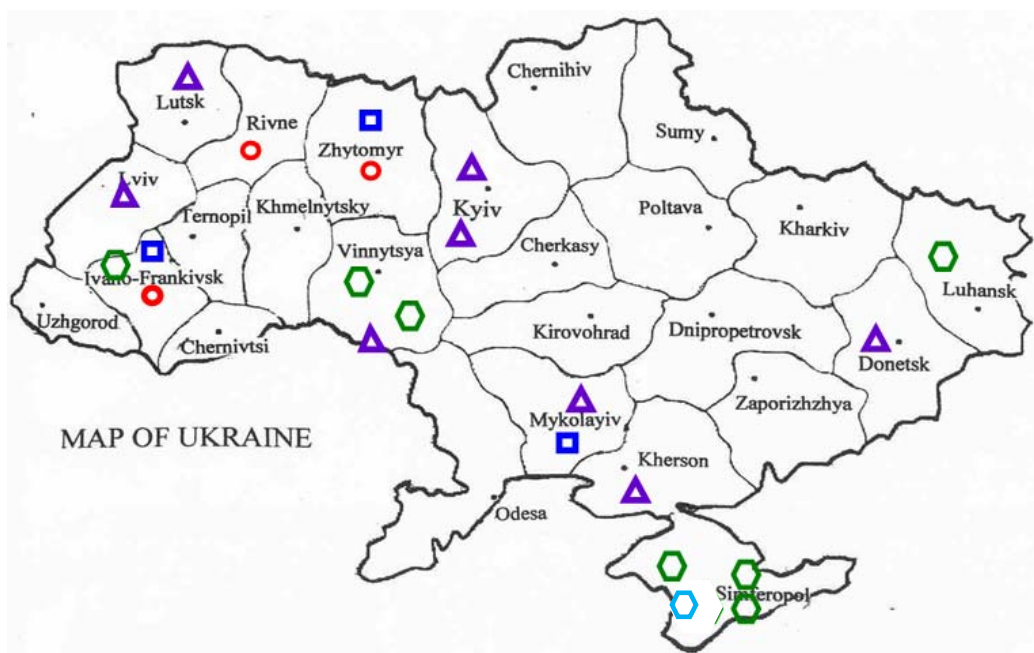 Chernihiv
Lutsk
Rivne
Sumy
Zhytomyr
Lviv
Kyiv
Ternopil
Khmelnytsky
Poltava
Kharkiv
Vinnytsya
Cherkasy
Ivano-Frankivsk
Luhansk
Uzhgorod
Chernivtsi
Kirovohrad
Dnipropetrovsk
Donetsk
Zaporizhzhya
Mykolayiv
MAP OF UKRAINE
Kherson
Odesa
Simferopol